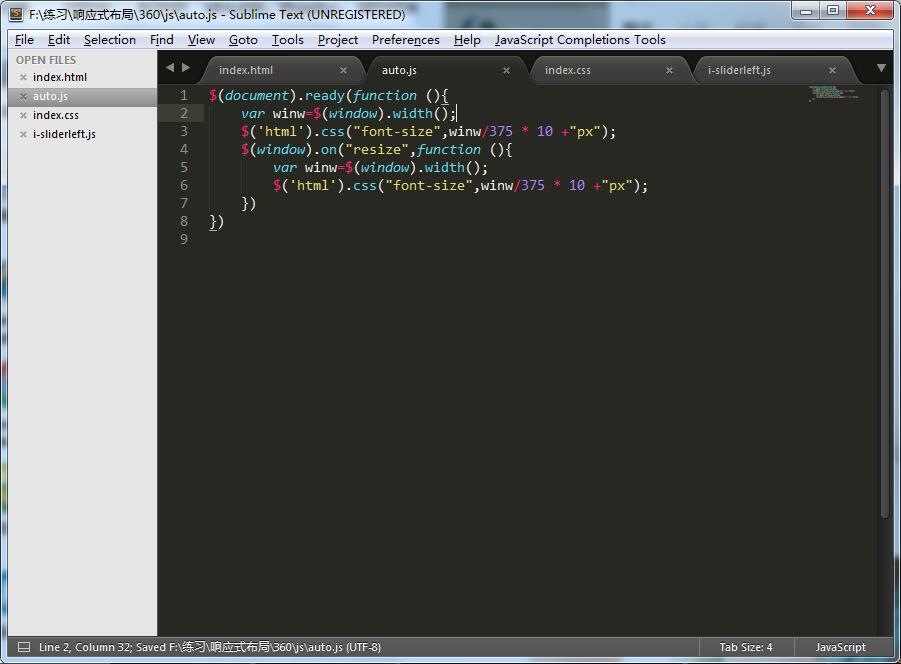 F:\练习\响应式布局\360\js\auto.js - Sublime Text (UNREGISTERED)
File Edit Selection Find View Goto Tools Project Preferences Help JavaScript Completions Tools
OPEN FILES
index.html
auto.js
index.css
i-sliderleft.js
index.html auto.js index.css i-sliderleft.js
1 $(document).ready(function (){
2 var winw=$(window).width();
3 $('html').css("font-size",winw/375 * 10 +"px");
4 $(window).on("resize",function (){
5 var winw=$(window).width();
6 $('html').css("font-size",winw/375 * 10 +"px");
7 })
8 })
9
Line 2, Column 32; Saved F:\练习\响应式布局\360\js\auto.js (UTF-8) Tab Size: 4 JavaScript